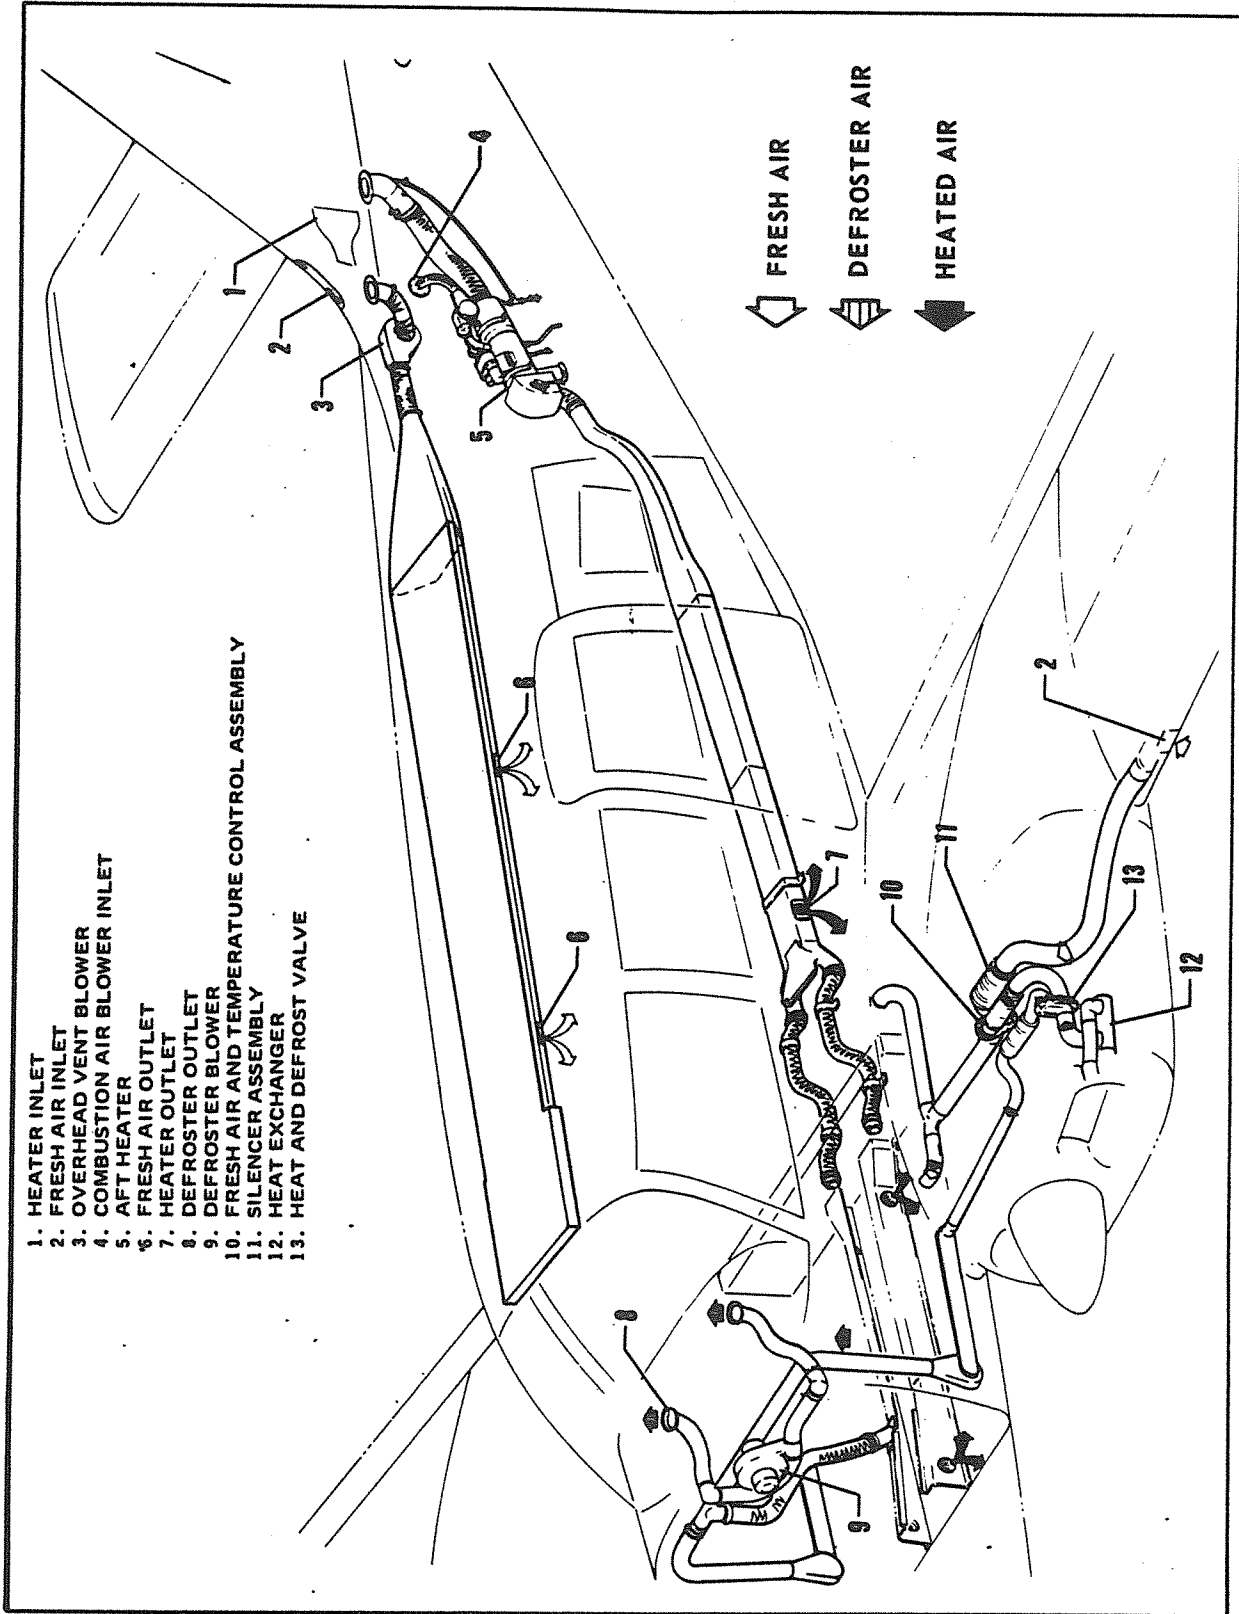 1. HEATER INLET
2. FRESH AIR INLET
3. OVERHEAD VENT BLOWER
4. COMBUSTION AIR BLOWER INLET
5. AFT HEATER
6. FRESH AIR OUTLET
7. HEATER OUTLET
8. DEFROSTER OUTLET
9. DEFROSTER BLOWER
10. FRESH AIR AND TEMPERATURE CONTROL ASSEMBLY
11. SILENCER ASSEMBLY
12. HEAT EXCHANGER
13. HEAT AND DEFROST VALVE
1
2
3
4
5
6
6
7
8
9
10
11
2
13
12
FRESH AIR
DEFROSTER AIR
HEATED AIR